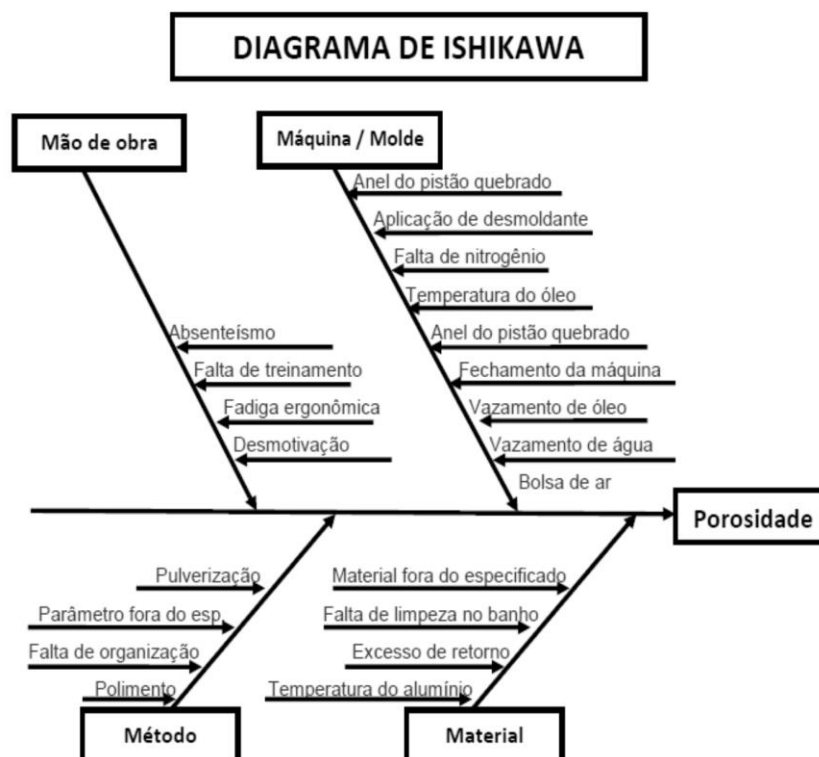 DIAGRAMA DE ISHIKAWA
Mão de obra
Máquina / Molde
Anel do pistão quebrado
Aplicação de desmoldante
Falta de nitrogênio
Temperatura do óleo
Anel do pistão quebrado
Fechamento da máquina
Vazamento de óleo
Vazamento de água
Bolsa de ar
Absenteísmo
Falta de treinamento
Fadiga ergonômica
Desmotivação
Porosidade
Pulverização
Parâmetro fora do esp.
Falta de organização
Polimento
Método
Material fora do especificado
Falta de limpeza no banho
Excesso de retorno
Temperatura do alumínio
Material